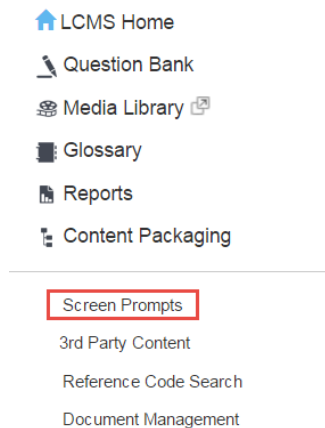 LCMS Home
Question Bank
Media Library
Glossary
Reports
Content Packaging
Screen Prompts
3rd Party Content
Reference Code Search
Document Management